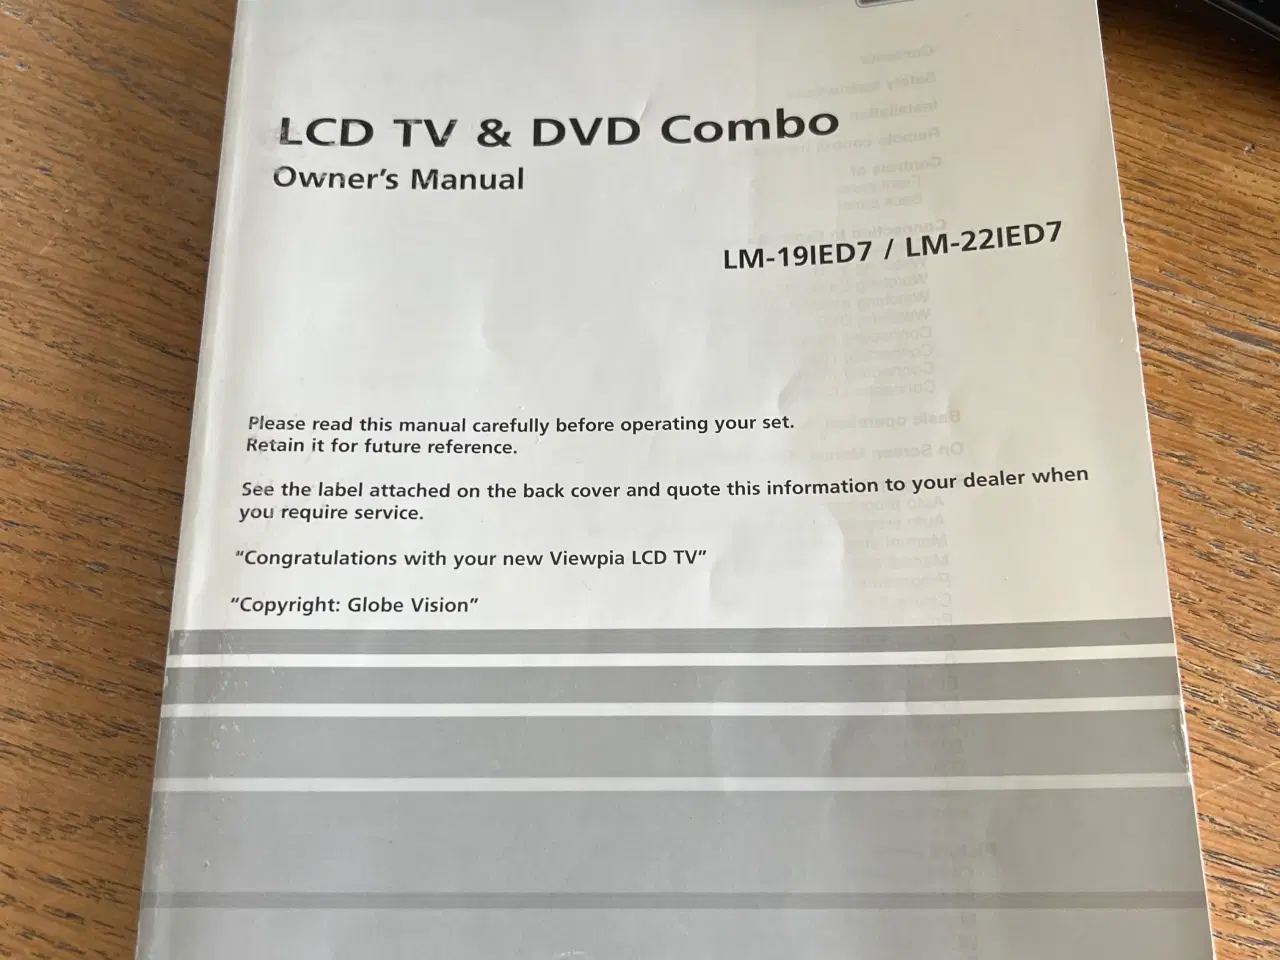 LCD TV & DVD Combo
Owner's Manual
LM-19IED7 / LM-22IED7
Please read this manual carefully before operating your set.
Retain it for future reference.
See the label attached on the back cover and quote this information to your dealer when
you require service.
"Congratulations with your new Viewpia LCD TV"
"Copyright: Globe Vision"